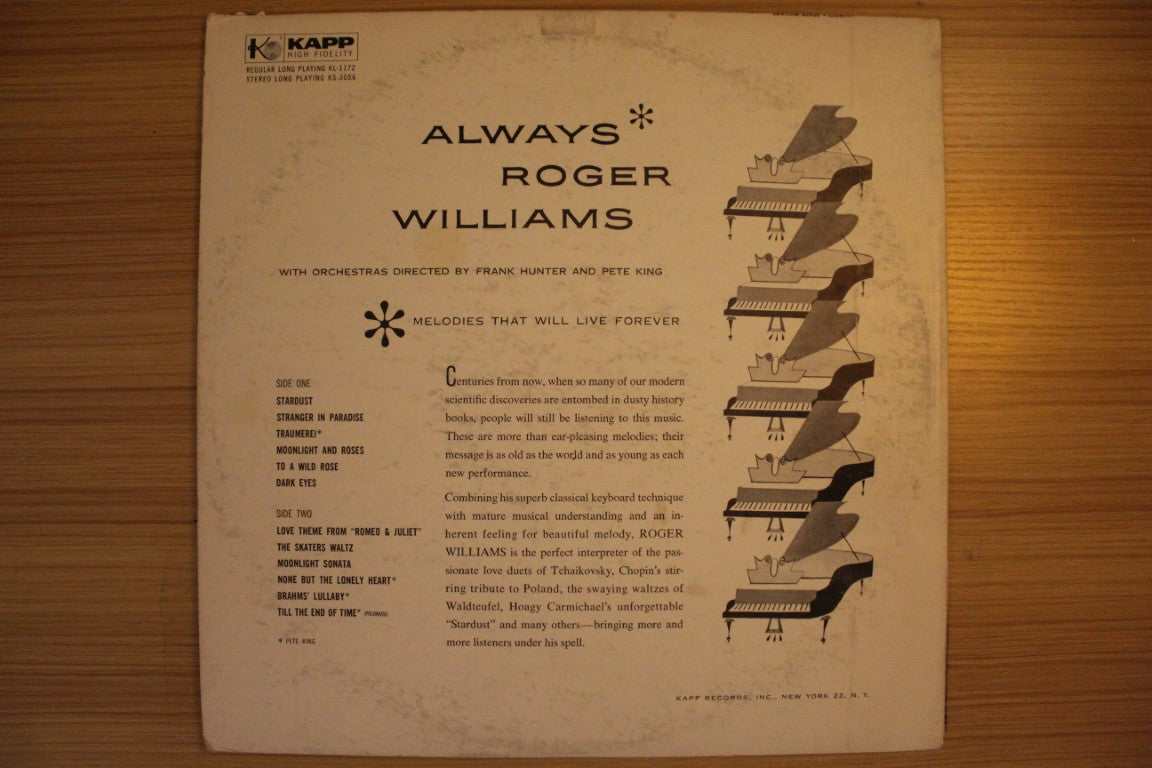 KAPP
HIGH FIDELITY
REGULAR LONG PLAYING KL-1172
STEREO LONG PLAYING KS-3056
ALWAYS*
ROGER
WILLIAMS
WITH ORCHESTRAS DIRECTED BY FRANK HUNTER AND PETE KING
* MELODIES THAT WILL LIVE FOREVER
SIDE ONE
STARDUST
STRANGER IN PARADISE
TRAUMEREI*
MOONLIGHT AND ROSES
TO A WILD ROSE
DARK EYES
SIDE TWO
LOVE THEME FROM "ROMEO & JULIET"
THE SKATERS WALTZ
MOONLIGHT SONATA
NONE BUT THE LONELY HEART*
BRAHMS' LULLABY*
TILL THE END OF TIME* (POLONAISE)
* PETE KING
Centuries from now, when so many of our modern
scientific discoveries are entombed in dusty history
books, people will still be listening to this music.
These are more than ear-pleasing melodies; their
message is as old as the world and as young as each
new performance.
Combining his superb classical keyboard technique
with mature musical understanding and an in-
herent feeling for beautiful melody, ROGER
WILLIAMS is the perfect interpreter of the pas-
sionate love duets of Tchaikovsky, Chopin's stir-
ring tribute to Poland, the swaying waltzes of
Waldteufel, Hoagy Carmichael's unforgettable
"Stardust" and many others—bringing more and
more listeners under his spell.
KAPP RECORDS, INC., NEW YORK 22, N. Y.